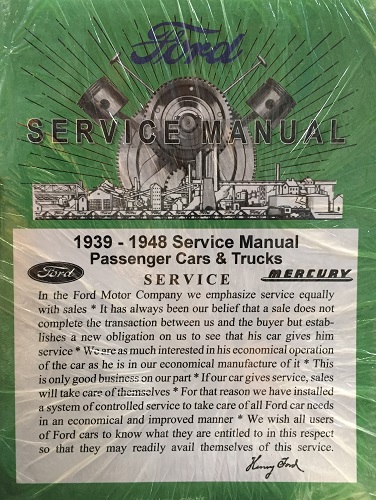 Ford
SERVICE MANUAL
1939 - 1948 Service Manual
Passenger Cars & Trucks
Ford
SERVICE
MERCURY
In the Ford Motor Company we emphasize service equally
with sales * It has always been our belief that a sale does not
complete the transaction between us and the buyer but estab-
lishes a new obligation on us to see that his car gives him
service * We are as much interested in his economical operation
of the car as he is in our economical manufacture of it * This
is only good business on our part * If our car gives service, sales
will take care of themselves * For that reason we have installed
a system of controlled service to take care of all Ford car needs
in an economical and improved manner * We wish all users
of Ford cars to know what they are entitled to in this respect
so that they may readily avail themselves of this service.
Henry Ford